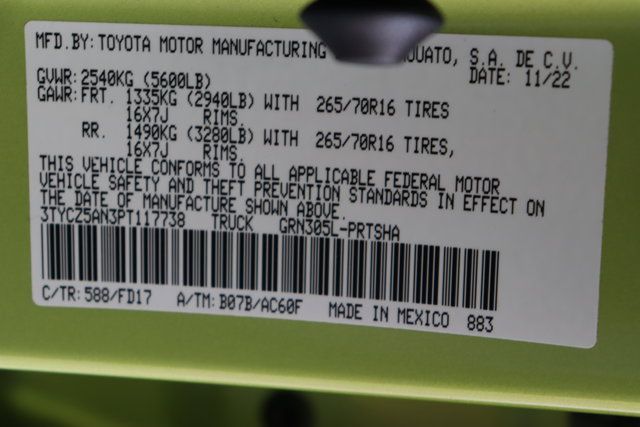 MFD.BY: TOYOTA MOTOR MANUFACTURING UATO, S.A. DE C.V.
DATE: 11/22
GVWR: 2540KG (5600LB)
GAWR: FRT. 1335KG (2940LB) WITH 265/70R16 TIRES
16X7J RIMS.
RR. 1490KG (3280LB) WITH 265/70R16 TIRES,
16X7J RIMS.
THIS VEHICLE CONFORMS TO ALL APPLICABLE FEDERAL MOTOR
VEHICLE SAFETY AND THEFT PREVENTION STANDARDS IN EFFECT ON
THE DATE OF MANUFACTURE SHOWN ABOVE.
3TYCZ5AN3PT117738 TRUCK GRN305L-PRTSHA
C/TR: 588/FD17 A/TM: B07B/AC60F MADE IN MEXICO 883